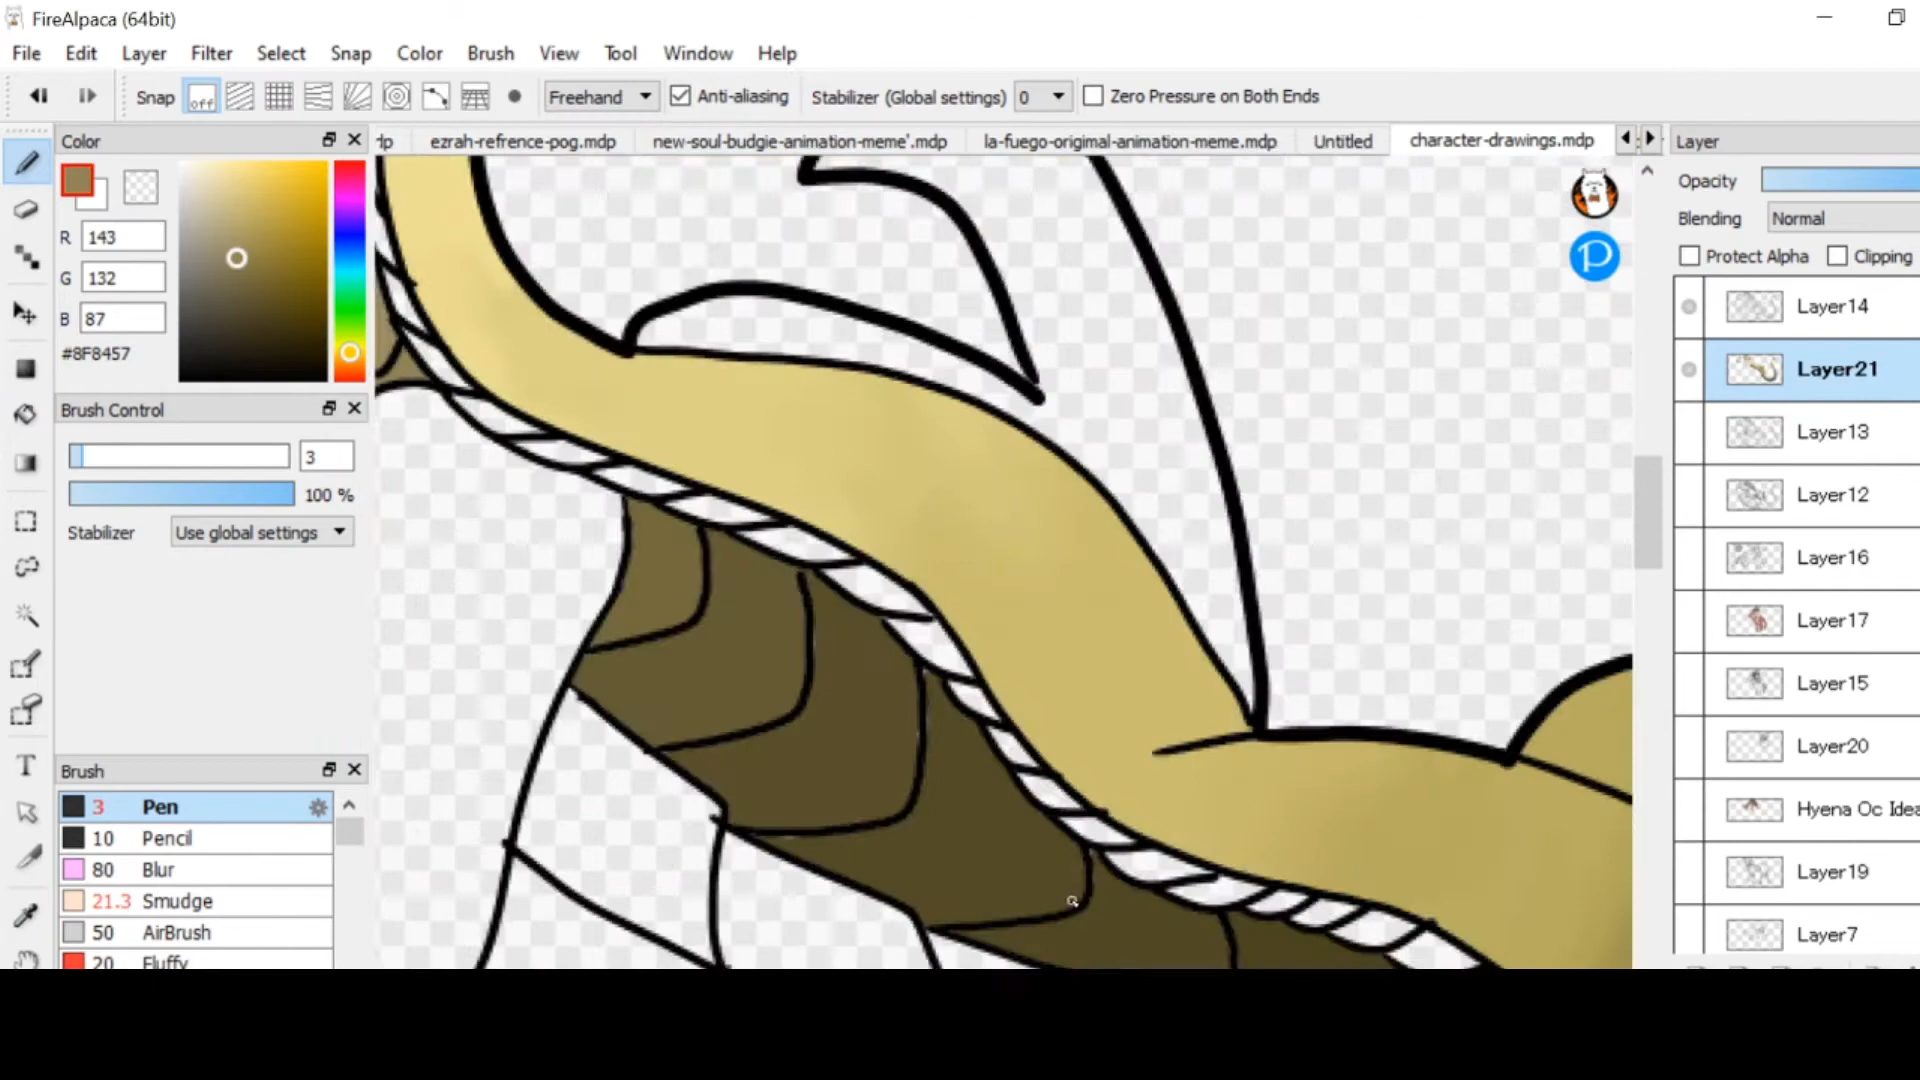 FireAlpaca (64bit)
File Edit Layer Filter Select Snap Color Brush View Tool Window Help
Snap off Freehand Anti-aliasing Stabilizer (Global settings) 0 Zero Pressure on Both Ends
Color
ezrah-refrence-pog.mdp new-soul-budgie-animation-meme'.mdp la-fuego-origimal-animation-meme.mdp Untitled character-drawings.mdp
Layer
R 143
G 132
B 87
#8F8457
Brush Control
3
100 %
Stabilizer Use global settings
Brush
3 Pen
10 Pencil
80 Blur
21.3 Smudge
50 AirBrush
20 Fluffy
Opacity
Blending Normal
Protect Alpha Clipping
Layer14
Layer21
Layer13
Layer12
Layer16
Layer17
Layer15
Layer20
Hyena Oc Idea
Layer19
Layer7
T
P